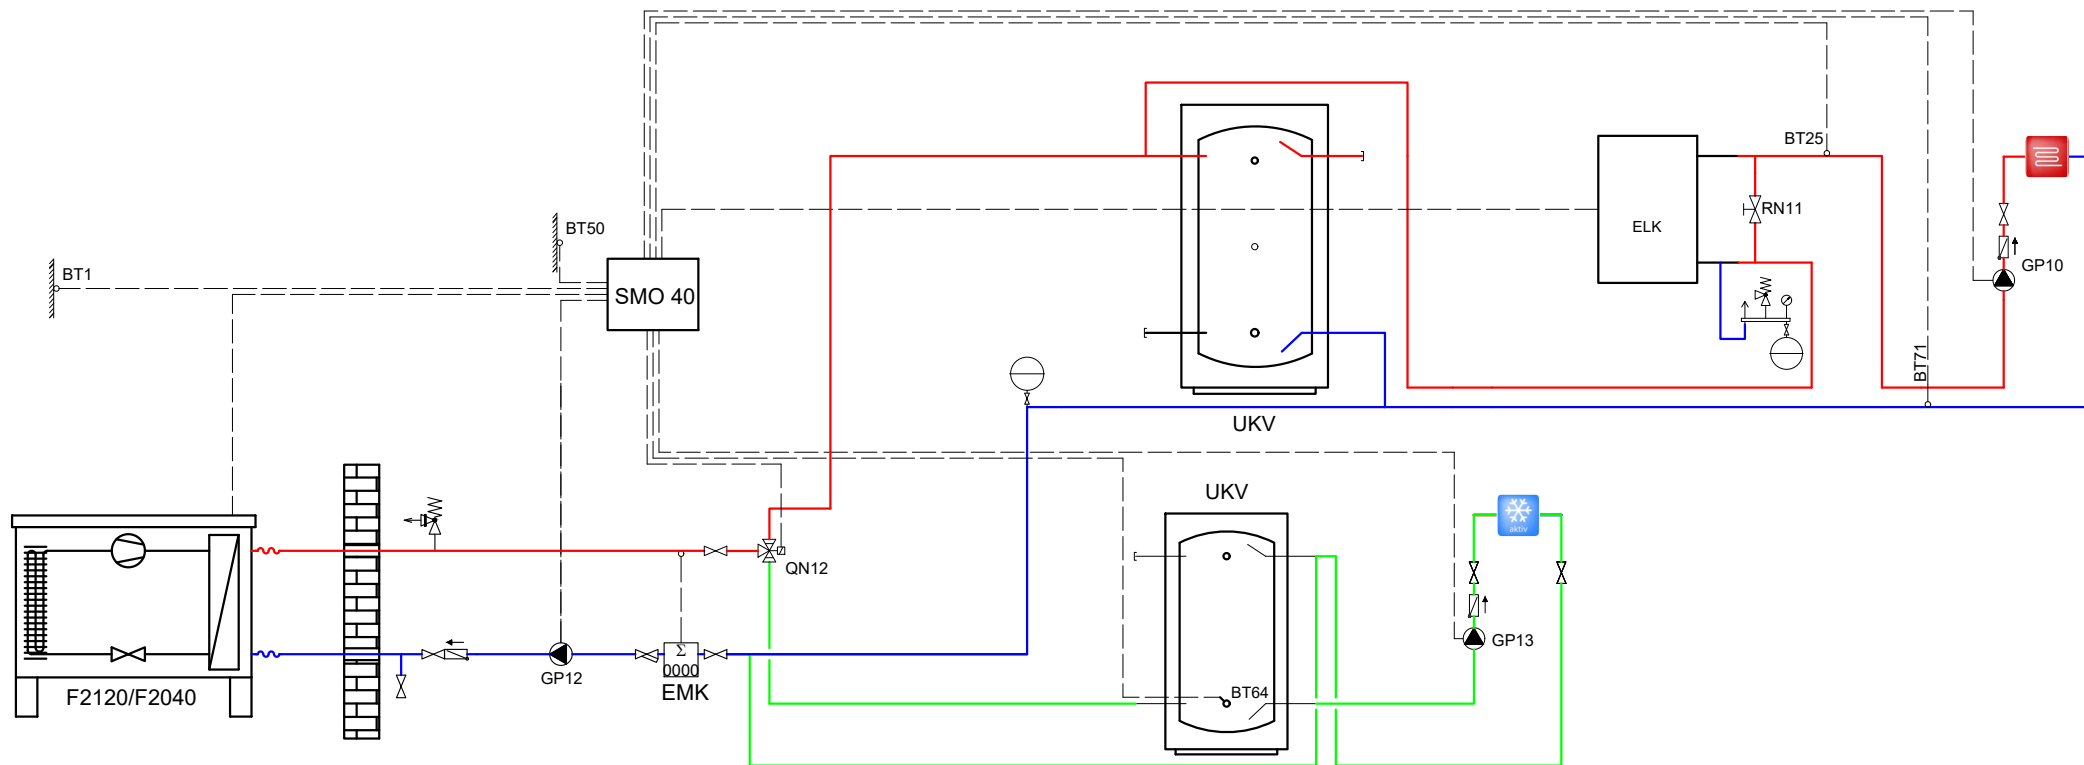 BT25
BT50
RN11
ELK
BT1
GP10
SMO 40
BT71
UKV
UKV
aktiv
QN12
GP13
Σ
0000
GP12
EMK
BT64
F2120/F2040